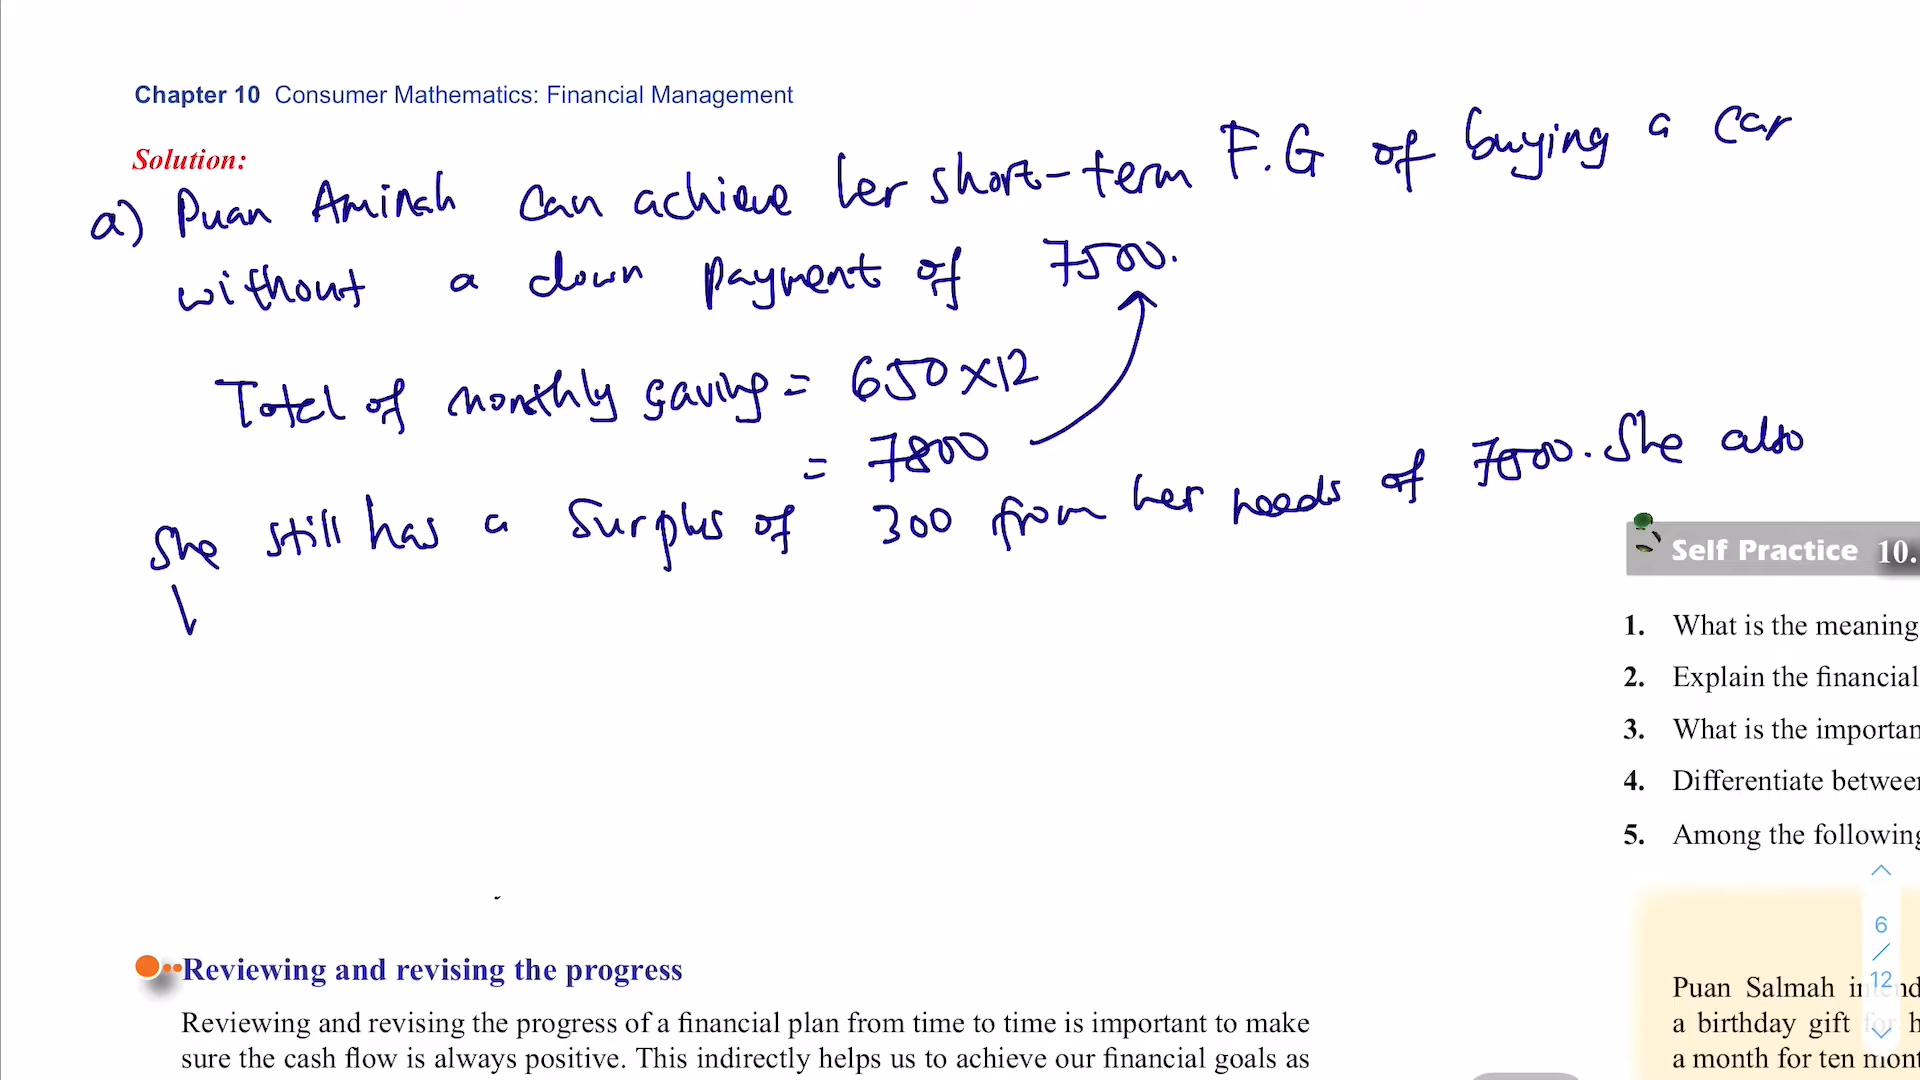 Chapter 10 Consumer Mathematics: Financial Management
Solution:
a) Puan Aminah can achieve her short-term F.G of buying a car
without a down payment of 7500.
Total of monthly saving = 650 x 12
= 7800
She still has a surplus of 300 from her needs of 7500. She also
Self Practice 10.
1. What is the meaning
2. Explain the financial
3. What is the importan
4. Differentiate between
5. Among the following
6
/
12
Reviewing and revising the progress
Reviewing and revising the progress of a financial plan from time to time is important to make
sure the cash flow is always positive. This indirectly helps us to achieve our financial goals as
Puan Salmah intend
a birthday gift for h
a month for ten mont